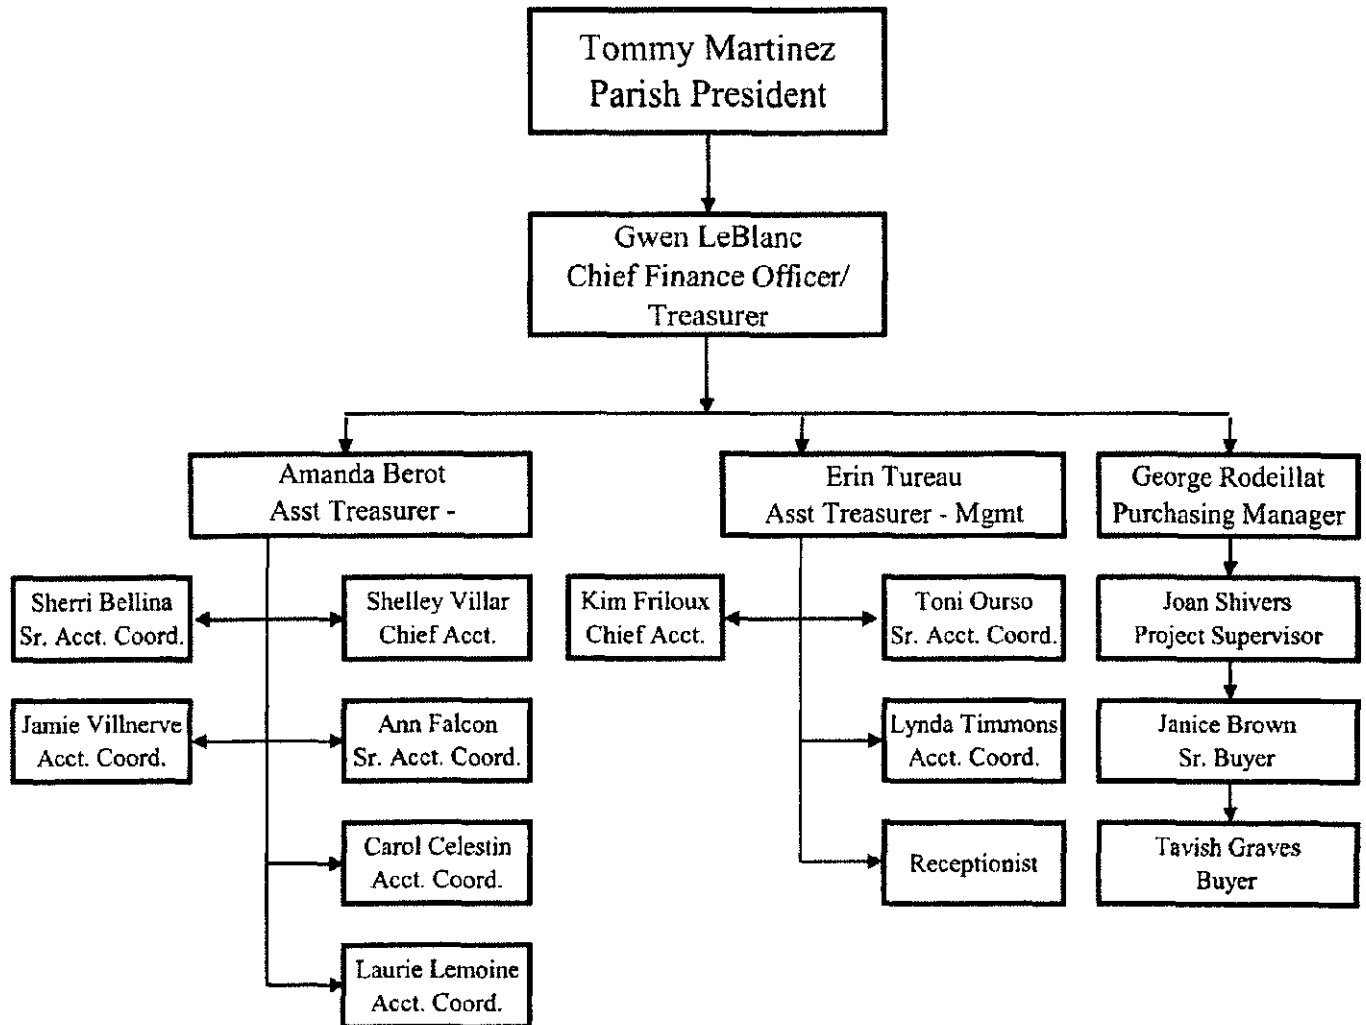 Tommy Martinez
Parish President
Gwen LeBlanc
Chief Finance Officer/
Treasurer
Amanda Berot
Asst Treasurer -
Erin Tureau
Asst Treasurer - Mgmt
George Rodeillat
Purchasing Manager
Sherri Bellina
Sr. Acct. Coord.
Shelley Villar
Chief Acct.
Kim Friloux
Chief Acct.
Toni Ourso
Sr. Acct. Coord.
Joan Shivers
Project Supervisor
Jamie Villnerve
Acct. Coord.
Ann Falcon
Sr. Acct. Coord.
Lynda Timmons
Acct. Coord.
Janice Brown
Sr. Buyer
Carol Celestin
Acct. Coord.
Receptionist
Tavish Graves
Buyer
Laurie Lemoine
Acct. Coord.